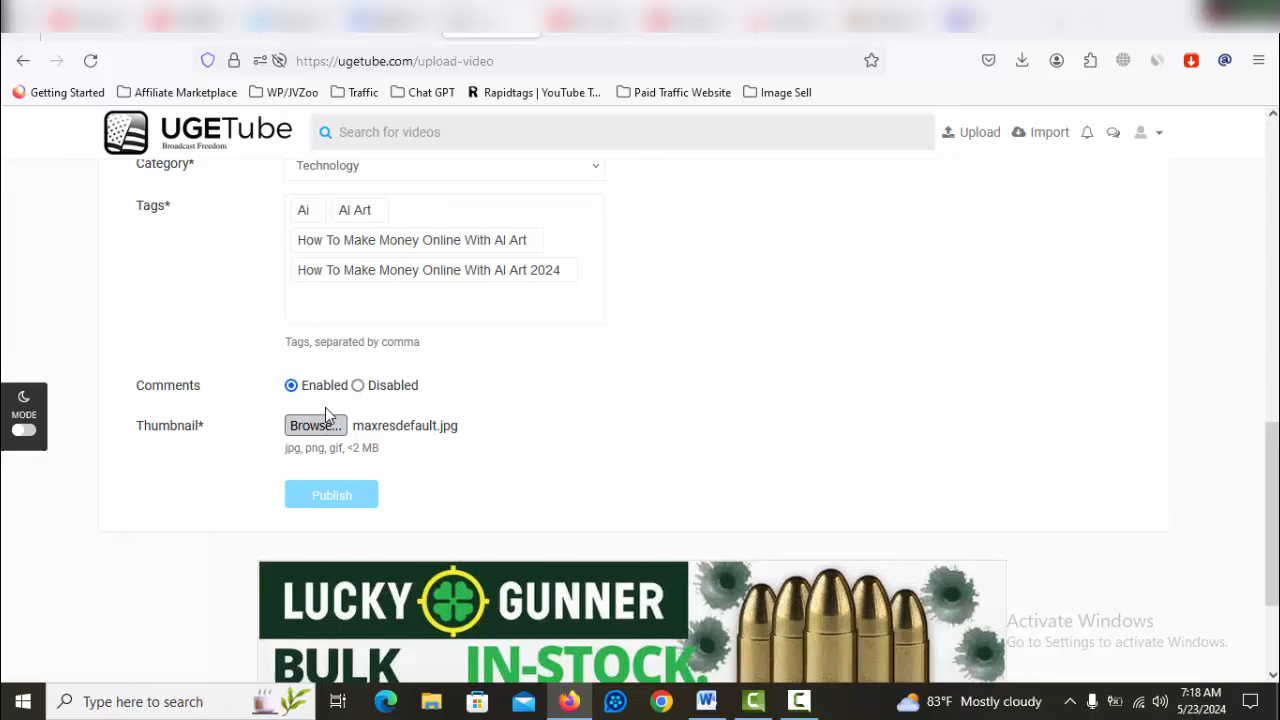 https://ugetube.com/upload-video
Getting Started
Affiliate Marketplace
WP/JVZoo
Traffic
Chat GPT
R Rapidtags | YouTube T...
Paid Traffic Website
Image Sell
UGETube
Broadcast Freedom
Search for videos
Upload
Import
Category*
Technology
Tags*
Ai
AI Art
How To Make Money Online With AI Art
How To Make Money Online With AI Art 2024
Tags, separated by comma
Comments
Enabled
Disabled
MODE
Thumbnail*
Browse...
maxresdefault.jpg
jpg, png, gif, <2 MB
Publish
LUCKY GUNNER
BULK IN-STOCK.
Activate Windows
Go to Settings to activate Windows.
Type here to search
83°F Mostly cloudy
7:18 AM
5/23/2024